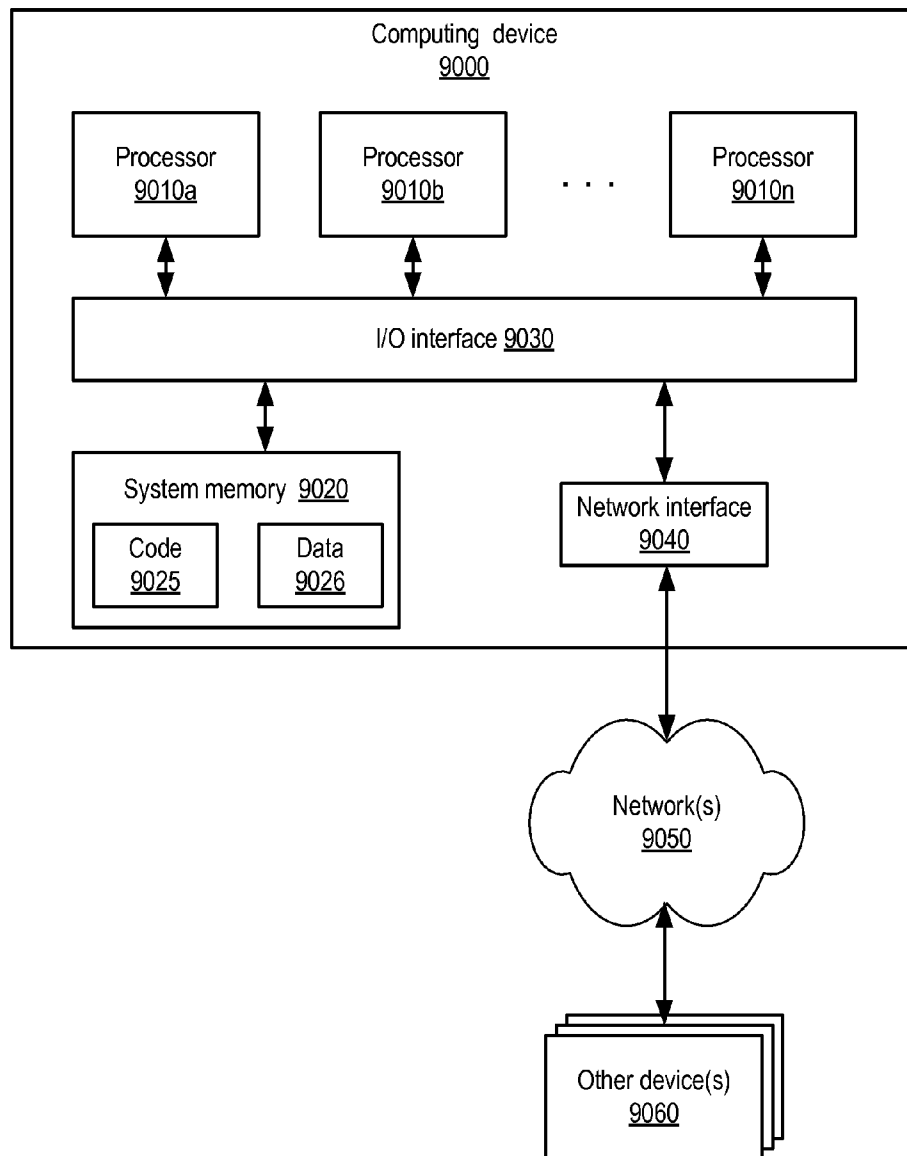 Computing device
9000
Processor
9010a
Processor
9010b
. . .
Processor
9010n
I/O interface 9030
System memory 9020
Code
9025
Data
9026
Network interface
9040
Network(s)
9050
Other device(s)
9060